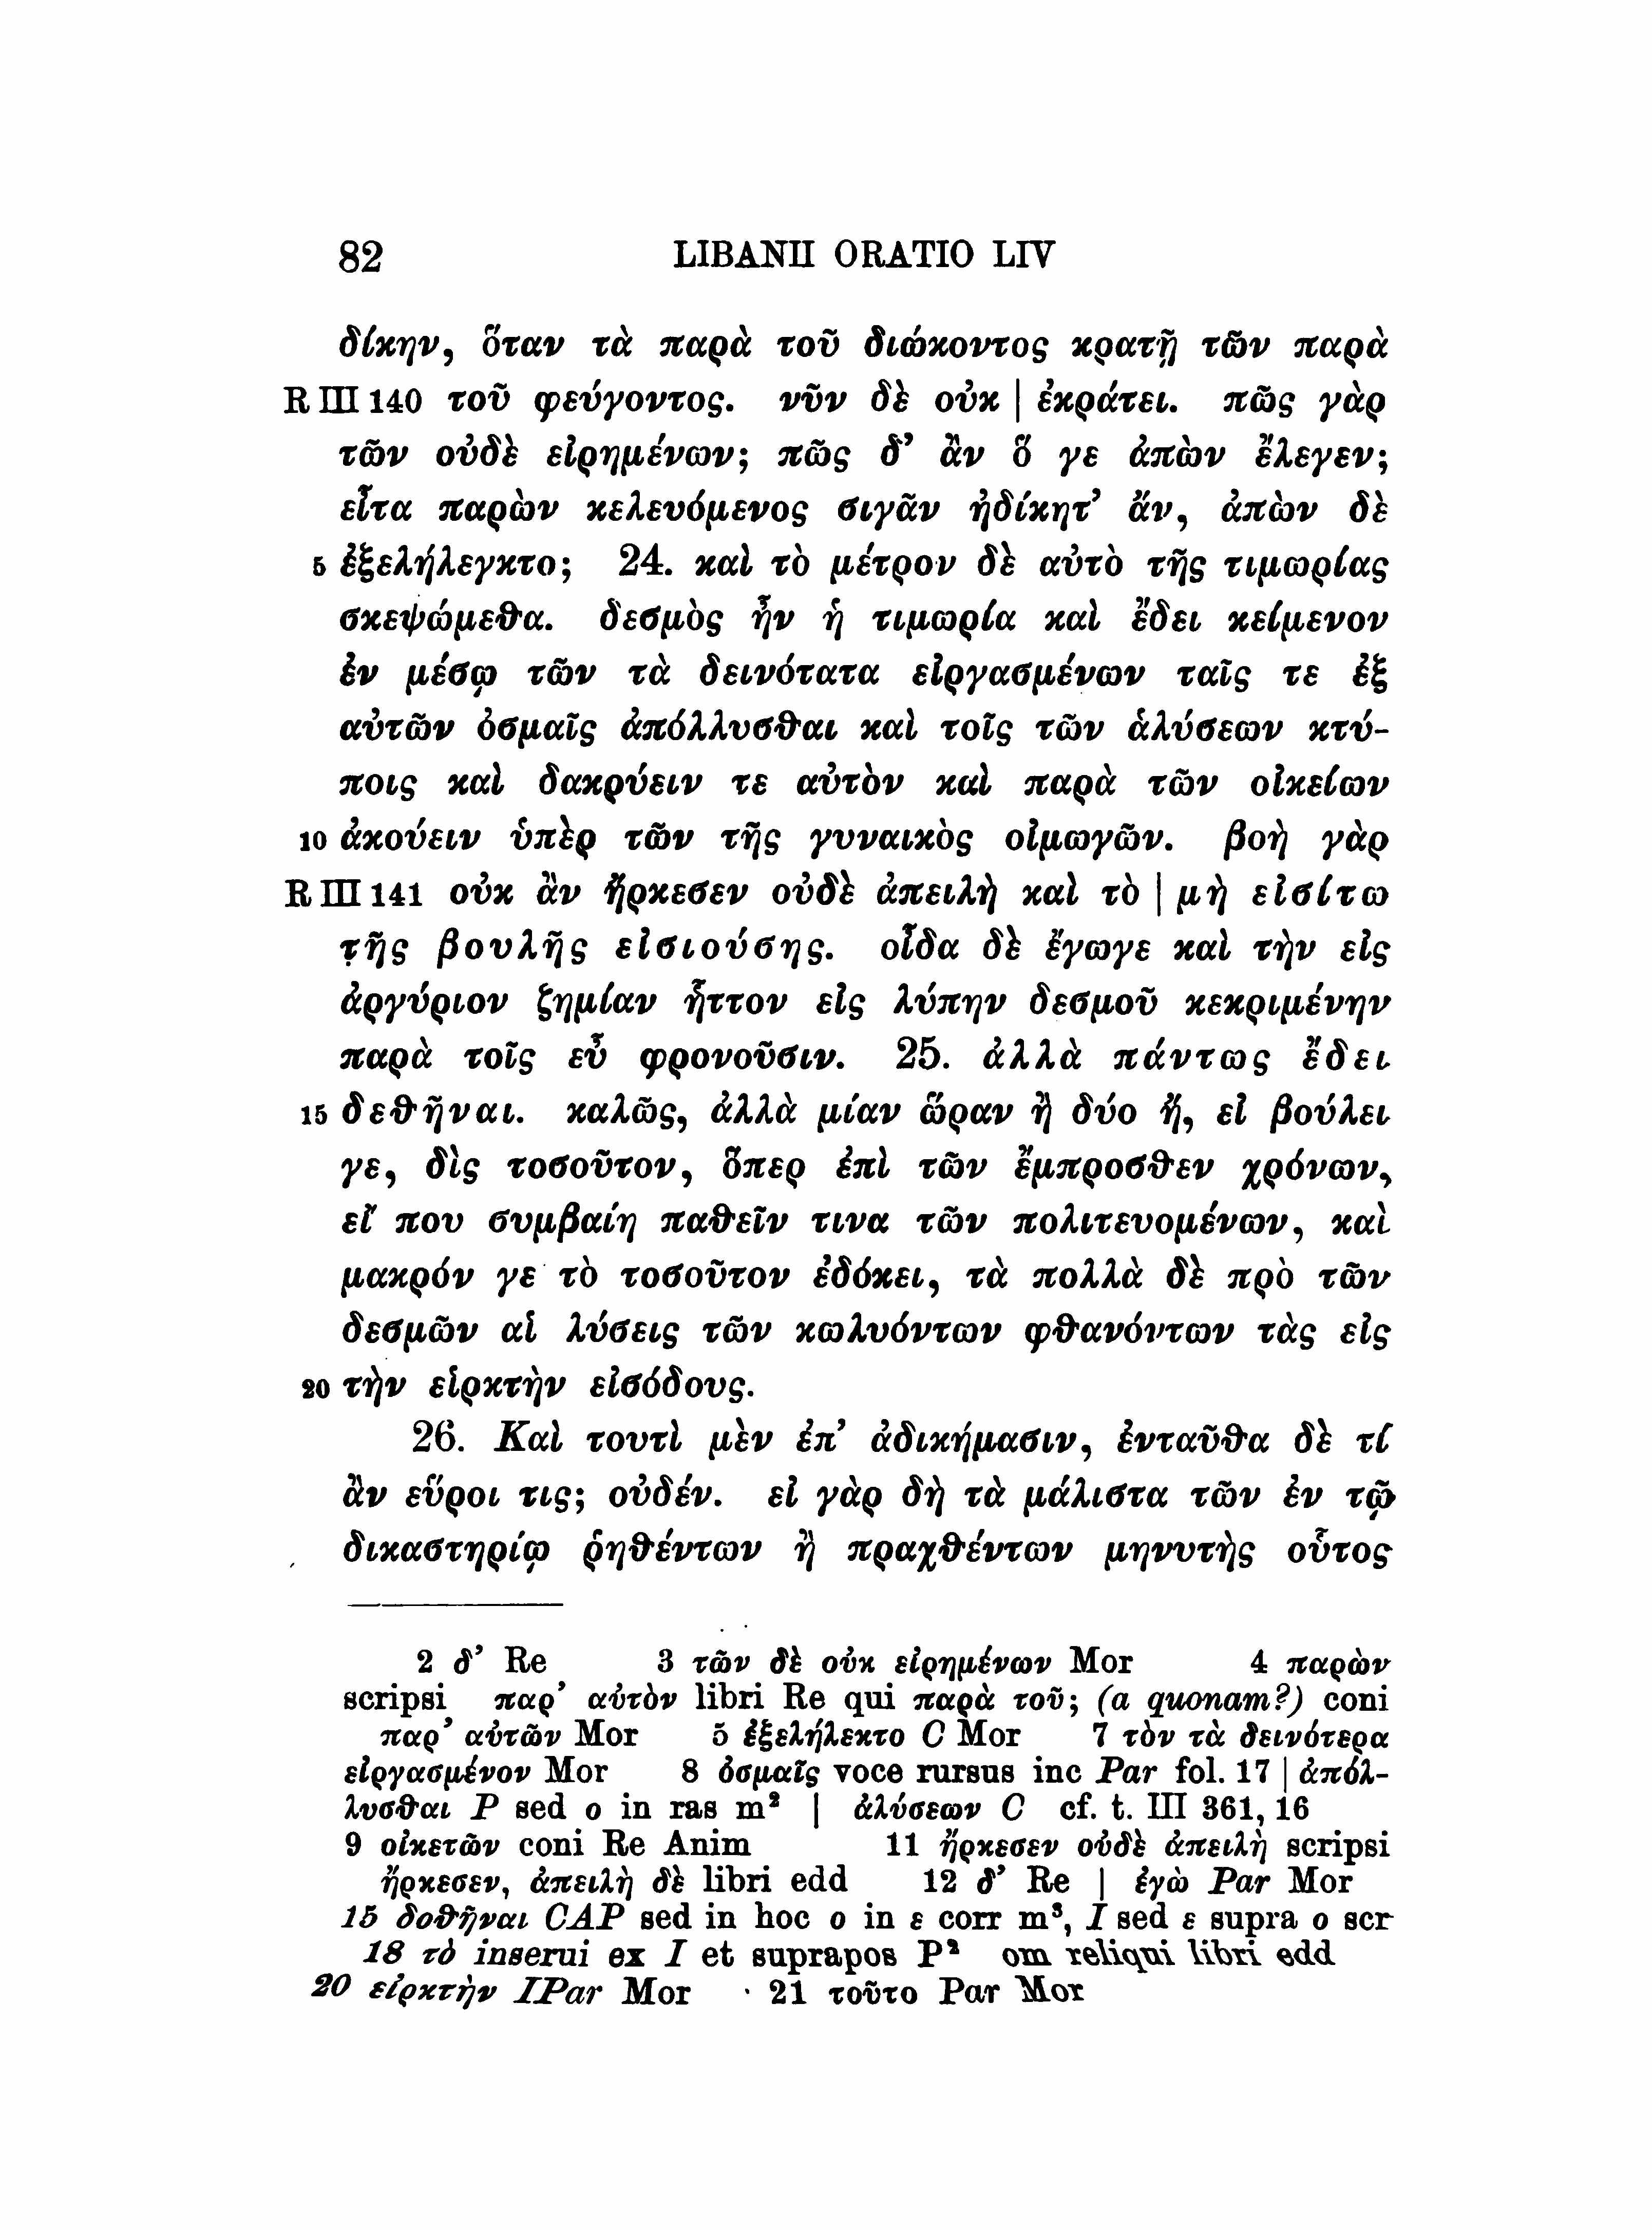 82 LIBANII ORATIO LIV
δίκην, ὅταν τὰ παρὰ τοῦ διώκοντος κρατῇ τῶν παρὰ
R III 140 τοῦ φεύγοντος. νῦν δὲ οὐκ | ἐκράτει. πῶς γὰρ
τῶν οὐδὲ εἰρημένων; πῶς δ’ ἂν ὅ γε ἀπὼν ἔλεγεν;
εἶτα παρὼν κελευόμενος σιγᾶν ἠδίκητ’ ἄν, ἀπὼν δὲ
5 ἐξελήλεγκτο; 24. καὶ τὸ μέτρον δὲ αὐτὸ τῆς τιμωρίας
σκεψώμεθα. δεσμὸς ἦν ἡ τιμωρία καὶ ἔδει κείμενον
ἐν μέσῳ τῶν τὰ δεινότατα εἰργασμένων ταῖς τε ἐξ
αὐτῶν ὀσμαῖς ἀπόλλυσθαι καὶ τοῖς τῶν ἁλύσεων κτύ-
ποις καὶ δακρύειν τε αὐτὸν καὶ παρὰ τῶν οἰκείων
10 ἀκούειν ὑπὲρ τῶν τῆς γυναικὸς οἰμωγῶν. βοὴ γὰρ
R III 141 οὐκ ἂν ἤρκεσεν οὐδὲ ἀπειλὴ καὶ τὸ | μὴ εἰσίτω
τῆς βουλῆς εἰσιούσης. οἶδα δὲ ἔγωγε καὶ τὴν εἰς
ἀργύριον ζημίαν ἧττον εἰς λύπην δεσμοῦ κεκριμένην
παρὰ τοῖς εὖ φρονοῦσιν. 25. ἀλλὰ πάντως ἔδει
15 δεθῆναι. καλῶς, ἀλλὰ μίαν ὥραν ἢ δύο ἤ, εἰ βούλει
γε, δὶς τοσοῦτον, ὅπερ ἐπὶ τῶν ἔμπροσθεν χρόνων,
εἴ που συμβαίη παθεῖν τινα τῶν πολιτευομένων, καὶ
μακρόν γε τὸ τοσοῦτον ἐδόκει, τὰ πολλὰ δὲ πρὸ τῶν
δεσμῶν αἱ λύσεις τῶν κωλυόντων φθανόντων τὰς εἰς
20 τὴν εἱρκτὴν εἰσόδους.
26. Καὶ τουτὶ μὲν ἐπ’ ἀδικήμασιν, ἐνταῦθα δὲ τί
ἂν εὕροι τις; οὐδέν. εἰ γὰρ δὴ τὰ μάλιστα τῶν ἐν τῷ
δικαστηρίῳ ῥηθέντων ἢ πραχθέντων μηνυτὴς οὗτος
2 δ’ Re 3 τῶν δὲ οὐκ εἰρημένων Mor 4 παρὼν
scripsi παρ’ αὐτὸν libri Re qui παρὰ τοῦ; (a quonam?) coni
παρ’ αὐτῶν Mor 5 ἐξελήλεκτο C Mor 7 τὸν τὰ δεινότερα
εἰργασμένον Mor 8 ὀσμαῖς voce rursus inc Par fol. 17 | ἀπόλ-
λυσθαι P sed ο in ras m² | ἀλύσεων C cf. t. III 361, 16
9 οἰκετῶν coni Re Anim 11 ἤρκεσεν οὐδὲ ἀπειλὴ scripsi
ἤρκεσεν, ἀπειλὴ δὲ libri edd 12 δ’ Re | ἐγὼ Par Mor
15 δοθῆναι CAP sed in hoc ο in ε corr m³, I sed ε supra ο scr
18 τὸ inserui ex I et suprapos P² om reliqui libri edd
20 εἰρκτὴν IPar Mor 21 τοῦτο Par Mor